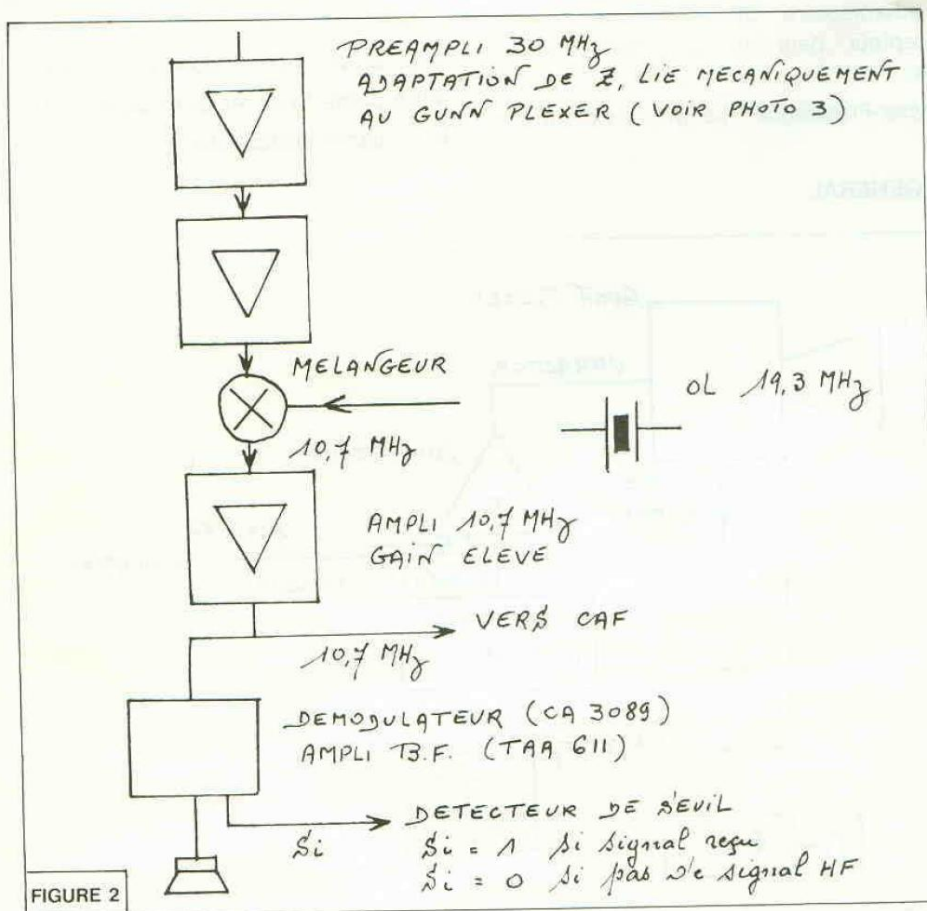 PREAMPLI 30 MHz
ADAPTATION DE Z, LIE MECANIQUEMENT
AU GUNN PLEXER ( VOIR PHOTO 3 )
MELANGEUR
OL 19,3 MHz
10,7 MHz
AMPLI 10,7 MHz
GAIN ELEVE
VERS CAF
10,7 MHz
DEMODULATEUR (CA 3089)
AMPLI B.F. (TAA 611)
DETECTEUR DE SEUIL
Si
Si = 1 si signal reçu
Si = 0 si pas de signal HF
FIGURE 2